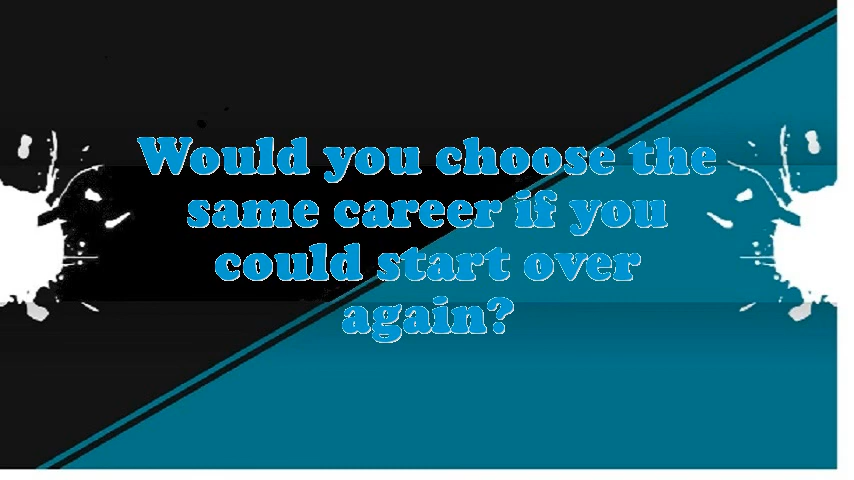 Would you choose the
same career if you
could start over
again?